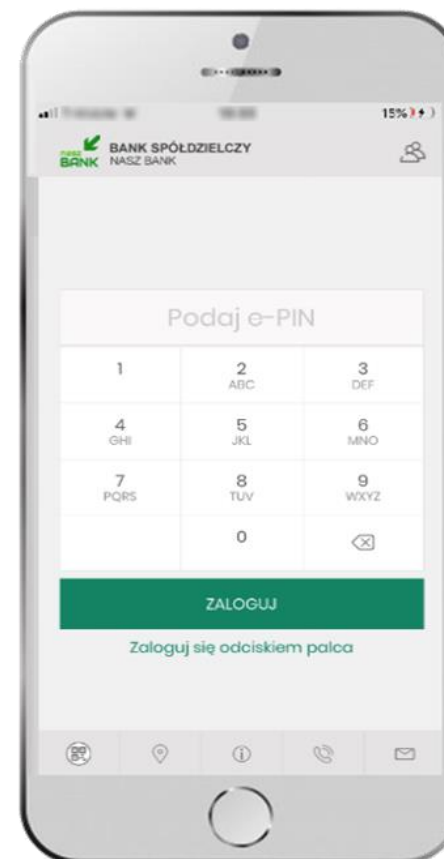 15%
nasz
BANK
BANK SPÓŁDZIELCZY
NASZ BANK
Podaj e-PIN
1
2
ABC
3
DEF
4
GHI
5
JKL
6
MNO
7
PQRS
8
TUV
9
WXYZ
0
ZALOGUJ
Zaloguj się odciskiem palca